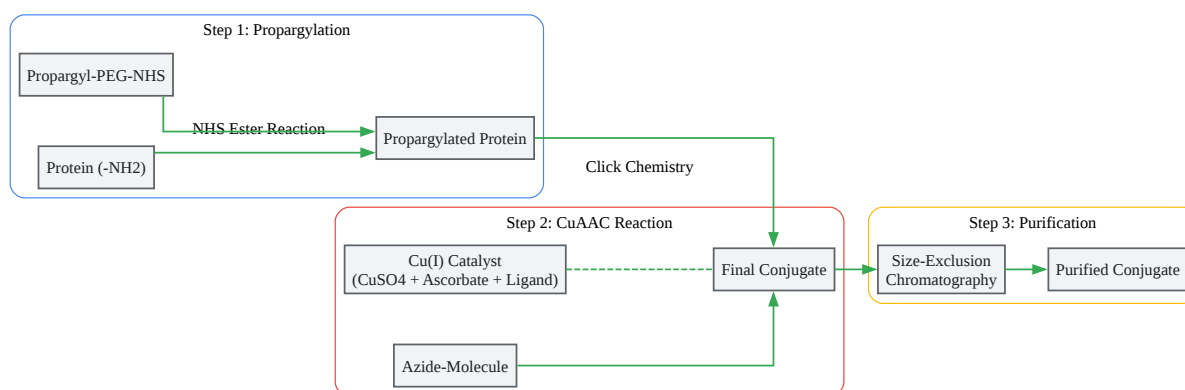 Step 1: Propargylation
Propargyl-PEG-NHS
NHS Ester Reaction
Propargylated Protein
Protein (-NH2)
Click Chemistry
Step 2: CuAAC Reaction
Cu(I) Catalyst
(CuSO4 + Ascorbate + Ligand)
Final Conjugate
Azide-Molecule
Step 3: Purification
Size-Exclusion
Chromatography
Purified Conjugate